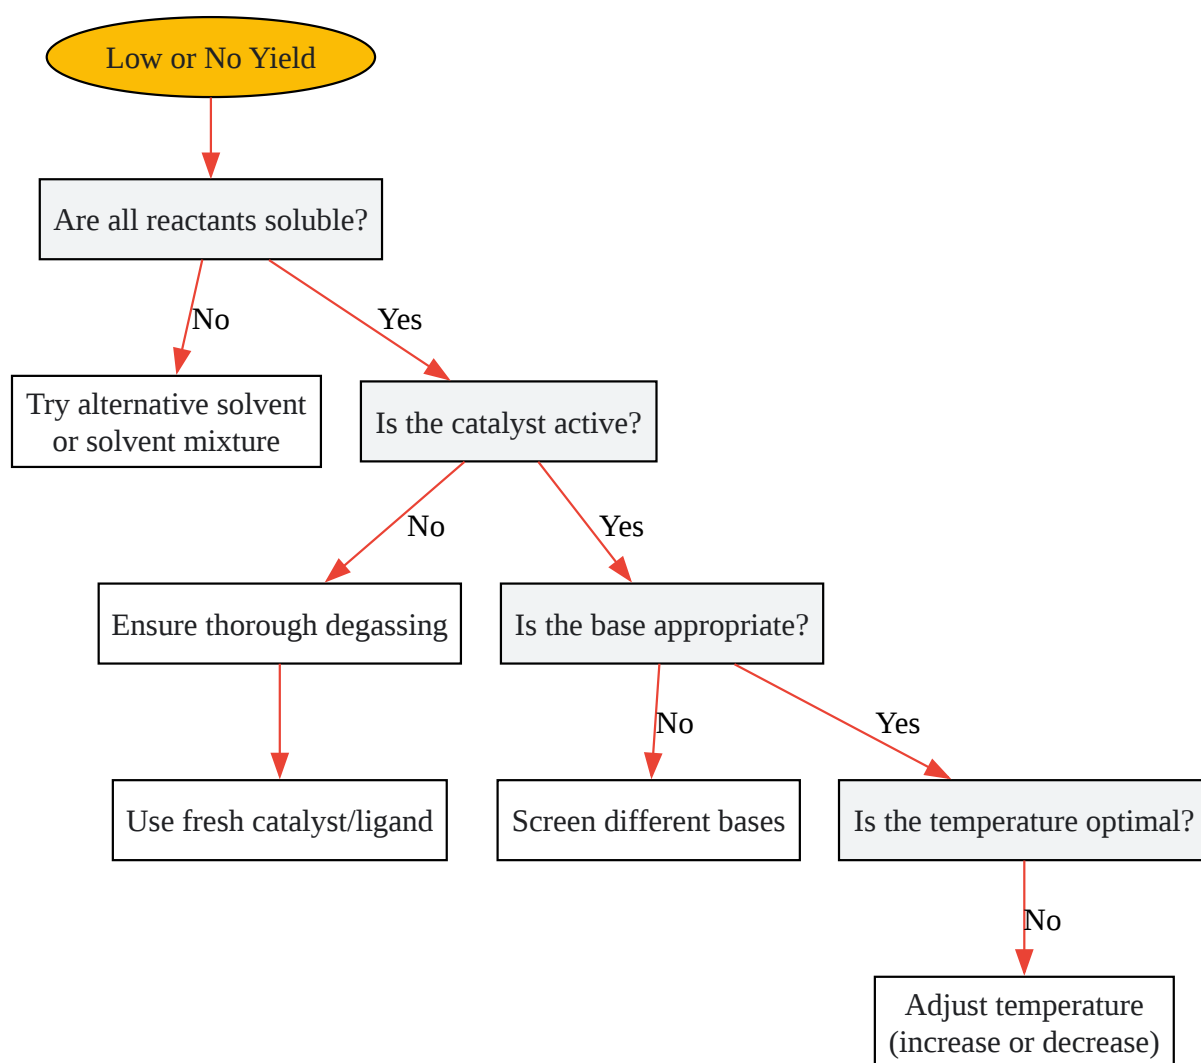 Low or No Yield
Are all reactants soluble?
No
Yes
Try alternative solvent
or solvent mixture
Is the catalyst active?
No
Yes
Ensure thorough degassing
Is the base appropriate?
No
Yes
Use fresh catalyst/ligand
Screen different bases
Is the temperature optimal?
No
Adjust temperature
(increase or decrease)